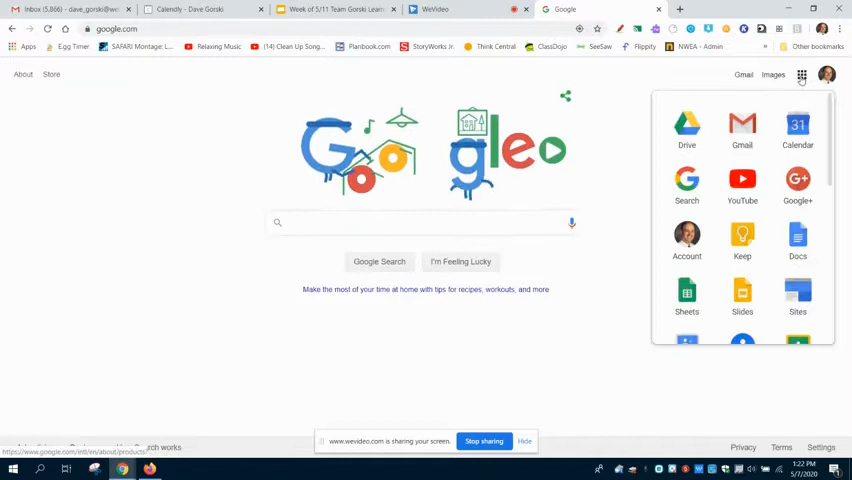 Inbox (5,866) - dave_gorski@we
Calendly - Dave Gorski
Week of 5/11 Team Gorski Learn
WeVideo
Google
google.com
Apps
Egg Timer
SAFARI Montage: L
Relaxing Music
(14) Clean Up Song
Planbook.com
StoryWorks Jr.
Think Central
ClassDojo
SeeSaw
Flippity
NWEA - Admin
Other bookmarks
About
Store
Gmail
Images
Drive
Gmail
31
Calendar
Search
YouTube
Google+
Account
Keep
Docs
Sheets
Slides
Sites
Google
Google Search
I'm Feeling Lucky
Make the most of your time at home with tips for recipes, workouts, and more
www.wevideo.com is sharing your screen.
Stop sharing
Hide
Search works
https://www.google.com/intl/en/about/products
Privacy
Terms
Settings
1:22 PM
5/7/2020